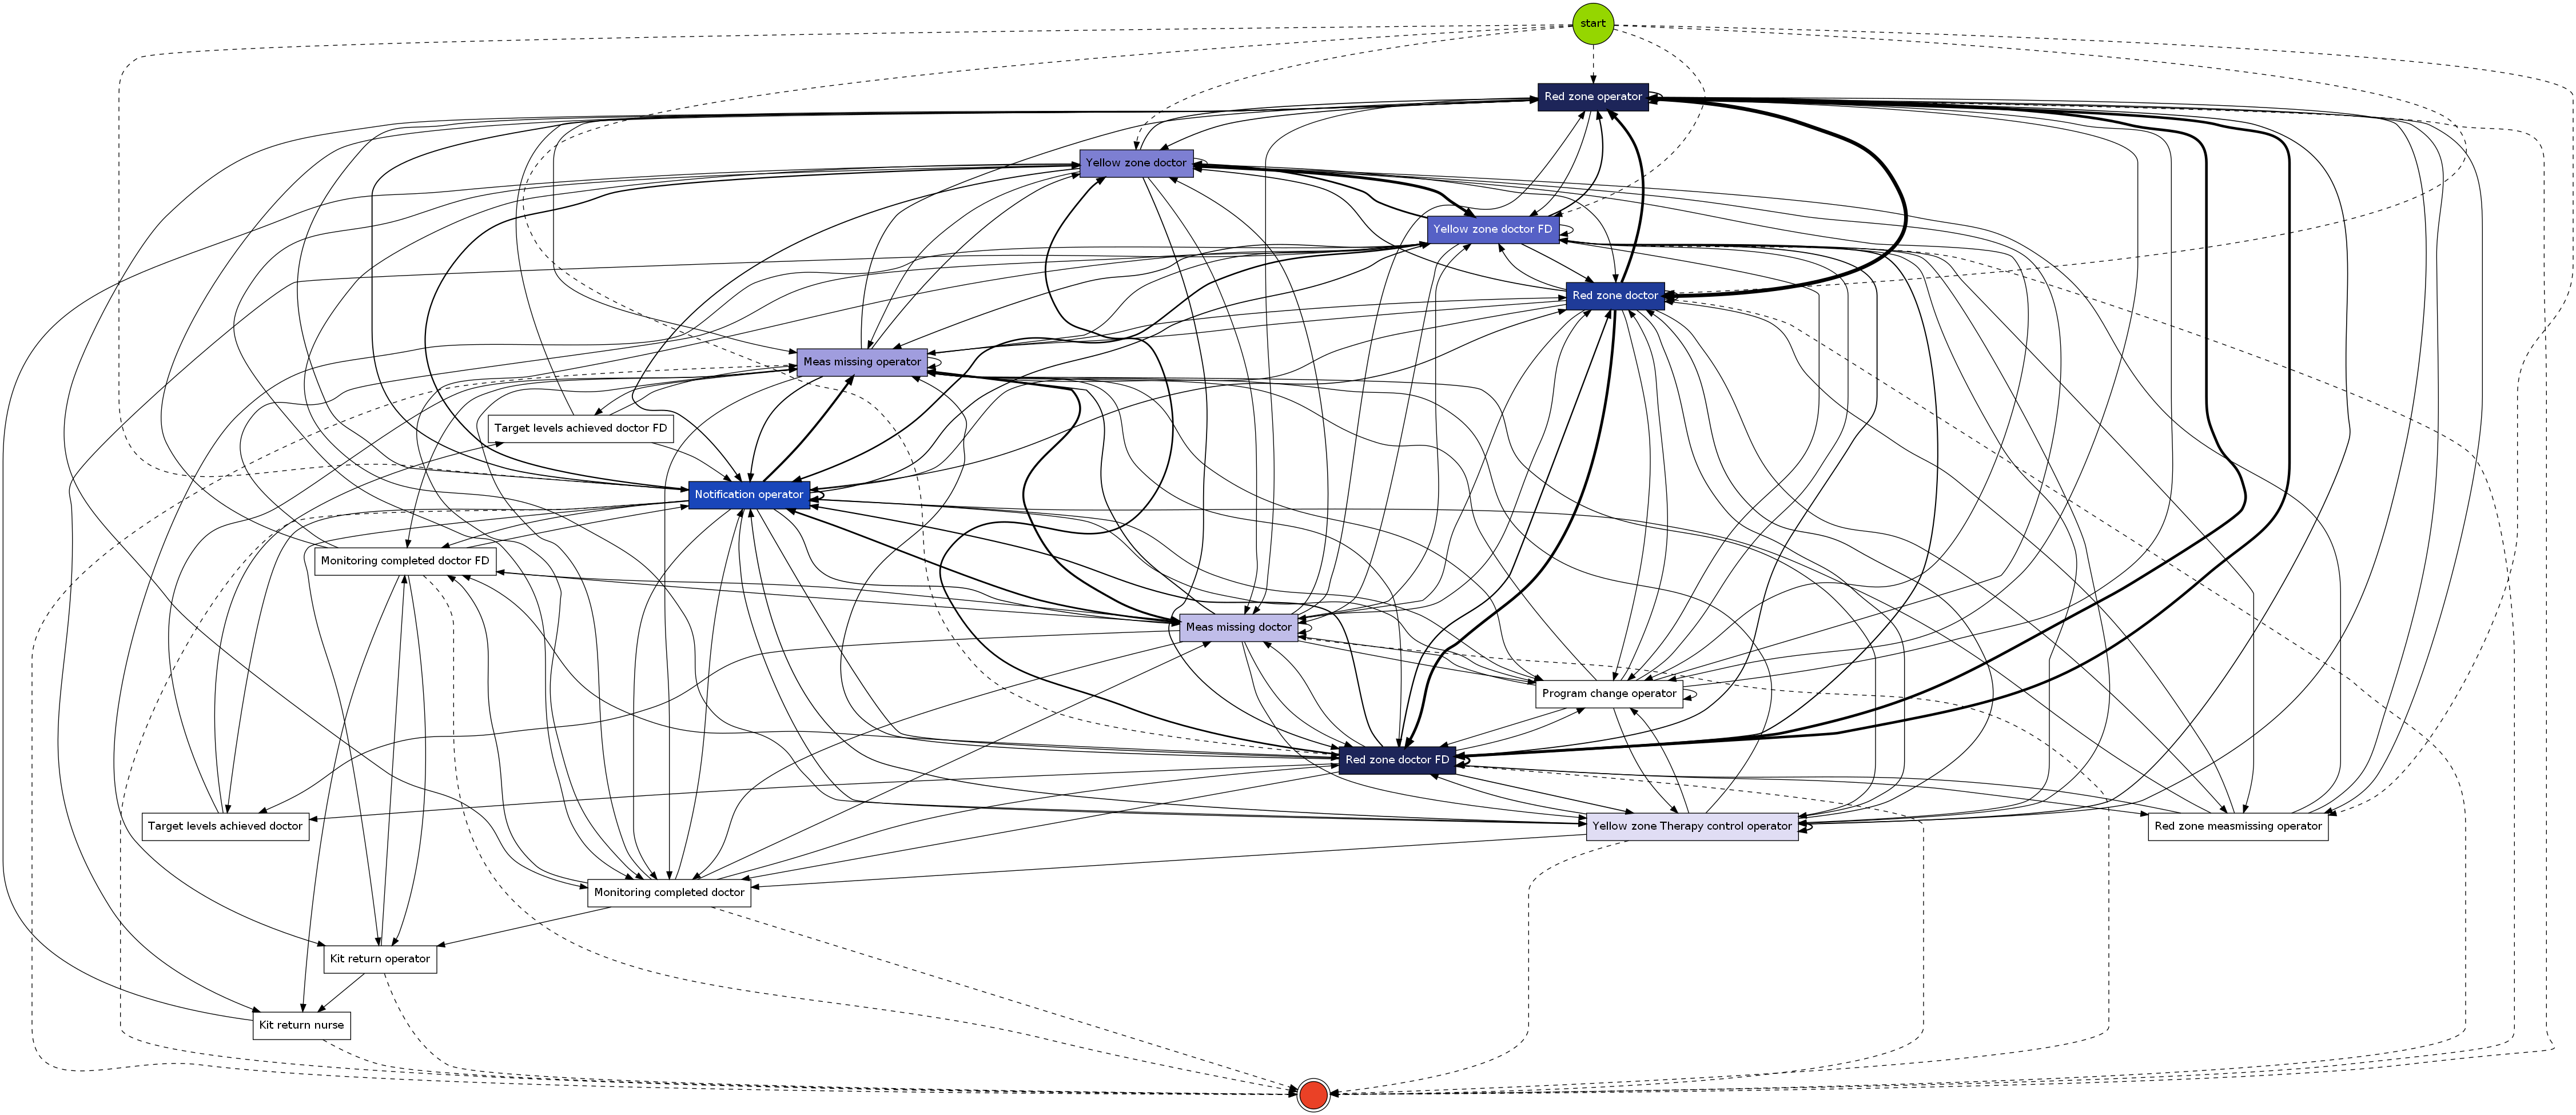 start
Red zone operator
Yellow zone doctor
Yellow zone doctor FD
Red zone doctor
Meas missing operator
Target levels achieved doctor FD
Notification operator
Monitoring completed doctor FD
Meas missing doctor
Program change operator
Red zone doctor FD
Target levels achieved doctor
Yellow zone Therapy control operator
Red zone measmissing operator
Monitoring completed doctor
Kit return operator
Kit return nurse